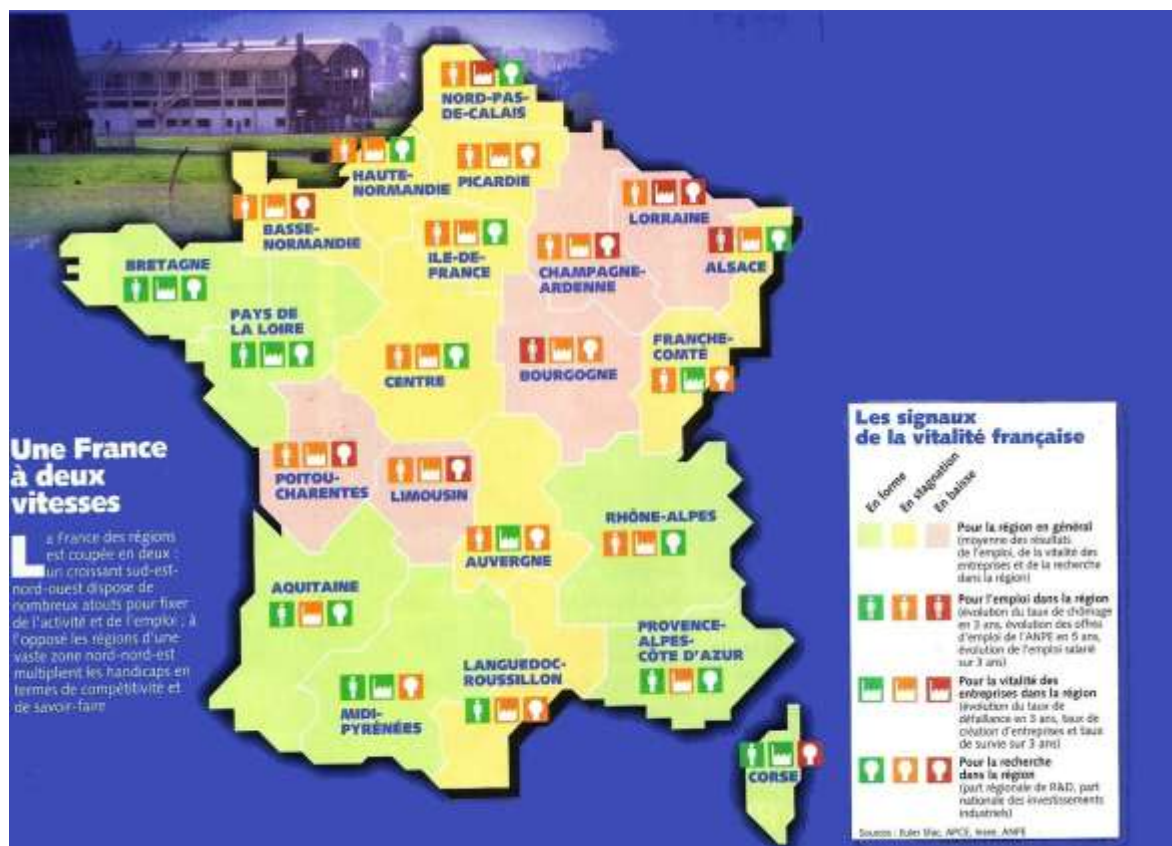 NORD-PAS-
DE-CALAIS
HAUTE-
NORMANDIE
PICARDIE
BASSE-
NORMANDIE
ILE-DE-
FRANCE
LORRAINE
CHAMPAGNE-
ARDENNE
ALSACE
BRETAGNE
PAYS DE
LA LOIRE
CENTRE
BOURGOGNE
FRANCHE-
COMTÉ
POITOU-
CHARENTES
LIMOUSIN
AUVERGNE
RHÔNE-ALPES
AQUITAINE
MIDI-
PYRÉNÉES
LANGUEDOC-
ROUSSILLON
PROVENCE-
ALPES-
CÔTE D'AZUR
CORSE
Une France
à deux
vitesses
La France des régions
est coupée en deux :
un croissant sud-est-
nord-ouest dispose de
nombreux atouts pour fixer
de l'activité et de l'emploi ; à
l'opposé les régions d'une
vaste zone nord-nord-est
multiplient les handicaps en
termes de compétitivité et
de savoir-faire
Les signaux
de la vitalité française
En forme
En stagnation
En baisse
Pour la région en général
(moyenne des résultats
de l'emploi, de la vitalité des
entreprises et de la recherche
dans la région)
Pour l'emploi dans la région
(évolution du taux de chômage
en 3 ans, évolution des offres
d'emploi de l'ANPE en 5 ans,
évolution de l'emploi salarié
sur 3 ans)
Pour la vitalité des
entreprises dans la région
(évolution du taux de
défaillance en 3 ans, taux de
création d'entreprises et taux
de survie sur 3 ans)
Pour la recherche
dans la région
(part régionale de R&D, part
nationale des investissements
industriels)
Sources : Euler Sfac, APCE, Insee, ANPE